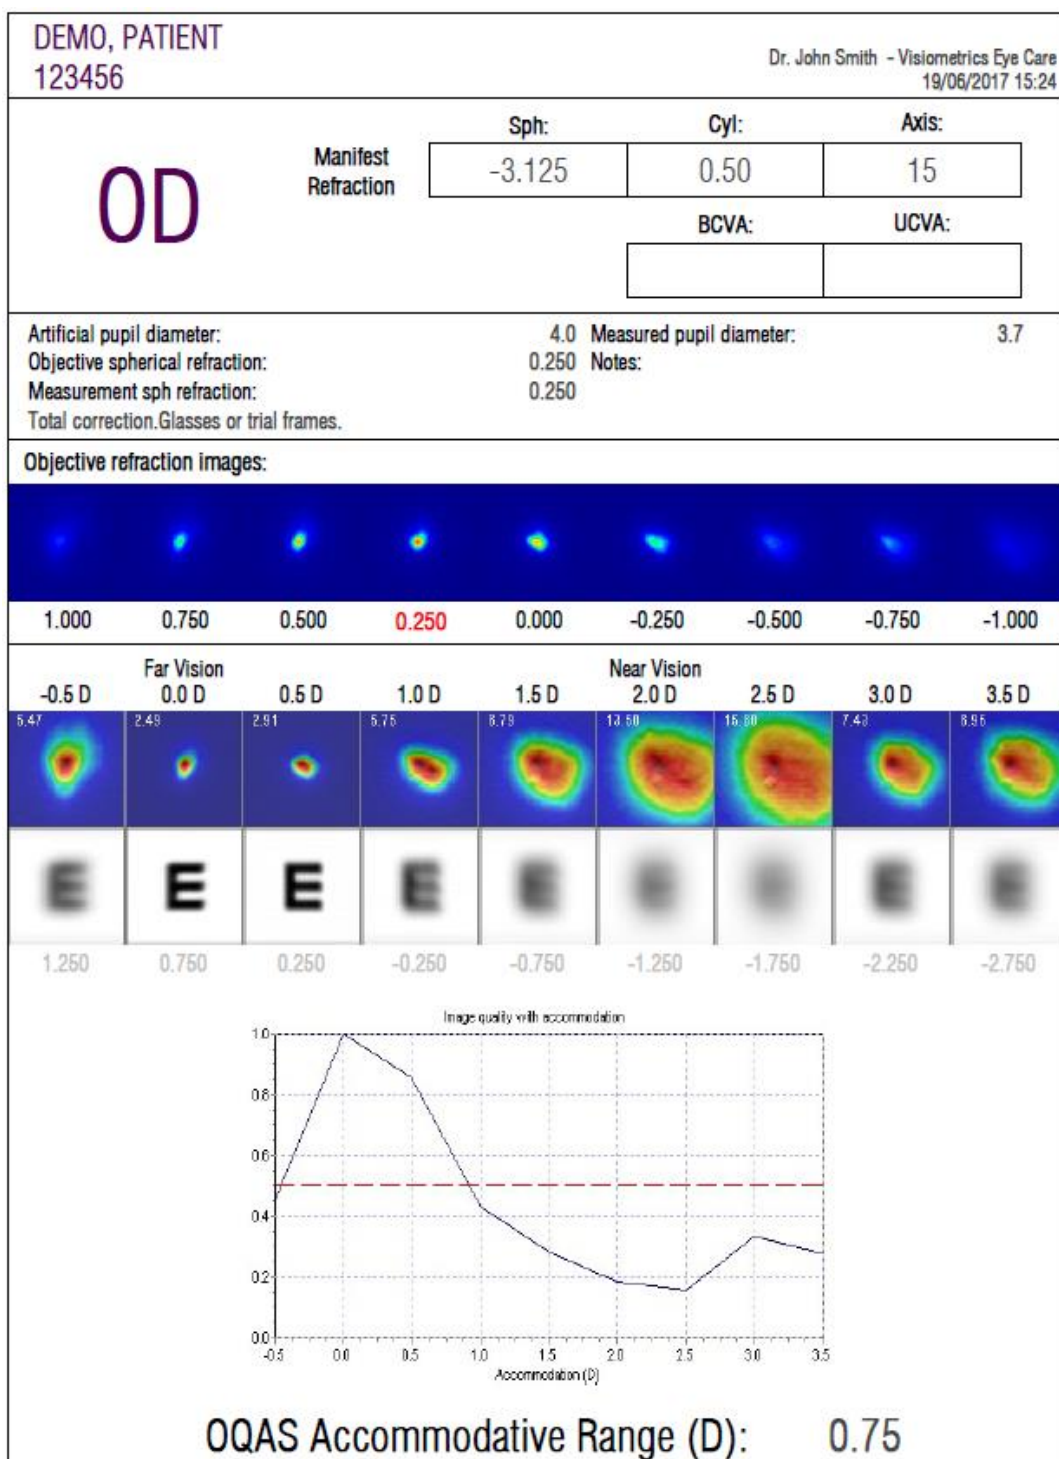 DEMO, PATIENT
123456
Dr. John Smith - Visiometrics Eye Care
19/06/2017 15:24
OD
Manifest Refraction
Sph: Cyl: Axis:
-3.125 0.50 15
BCVA: UCVA:
Artificial pupil diameter: 4.0 Measured pupil diameter: 3.7
Objective spherical refraction: 0.250 Notes:
Measurement sph refraction: 0.250
Total correction.Glasses or trial frames.
Objective refraction images:
1.000 0.750 0.500 0.250 0.000 -0.250 -0.500 -0.750 -1.000
Far Vision Near Vision
-0.5 D 0.0 D 0.5 D 1.0 D 1.5 D 2.0 D 2.5 D 3.0 D 3.5 D
5.47 2.49 2.91 5.75 8.79 13.50 15.80 7.43 8.95
E E E E E E E E
1.250 0.750 0.250 -0.250 -0.750 -1.250 -1.750 -2.250 -2.750
Image quality with accommodation
1.0
0.8
0.6
0.4
0.2
0.0
-0.5 0.0 0.5 1.0 1.5 2.0 2.5 3.0 3.5
Accommodation (D)
OQAS Accommodative Range (D): 0.75